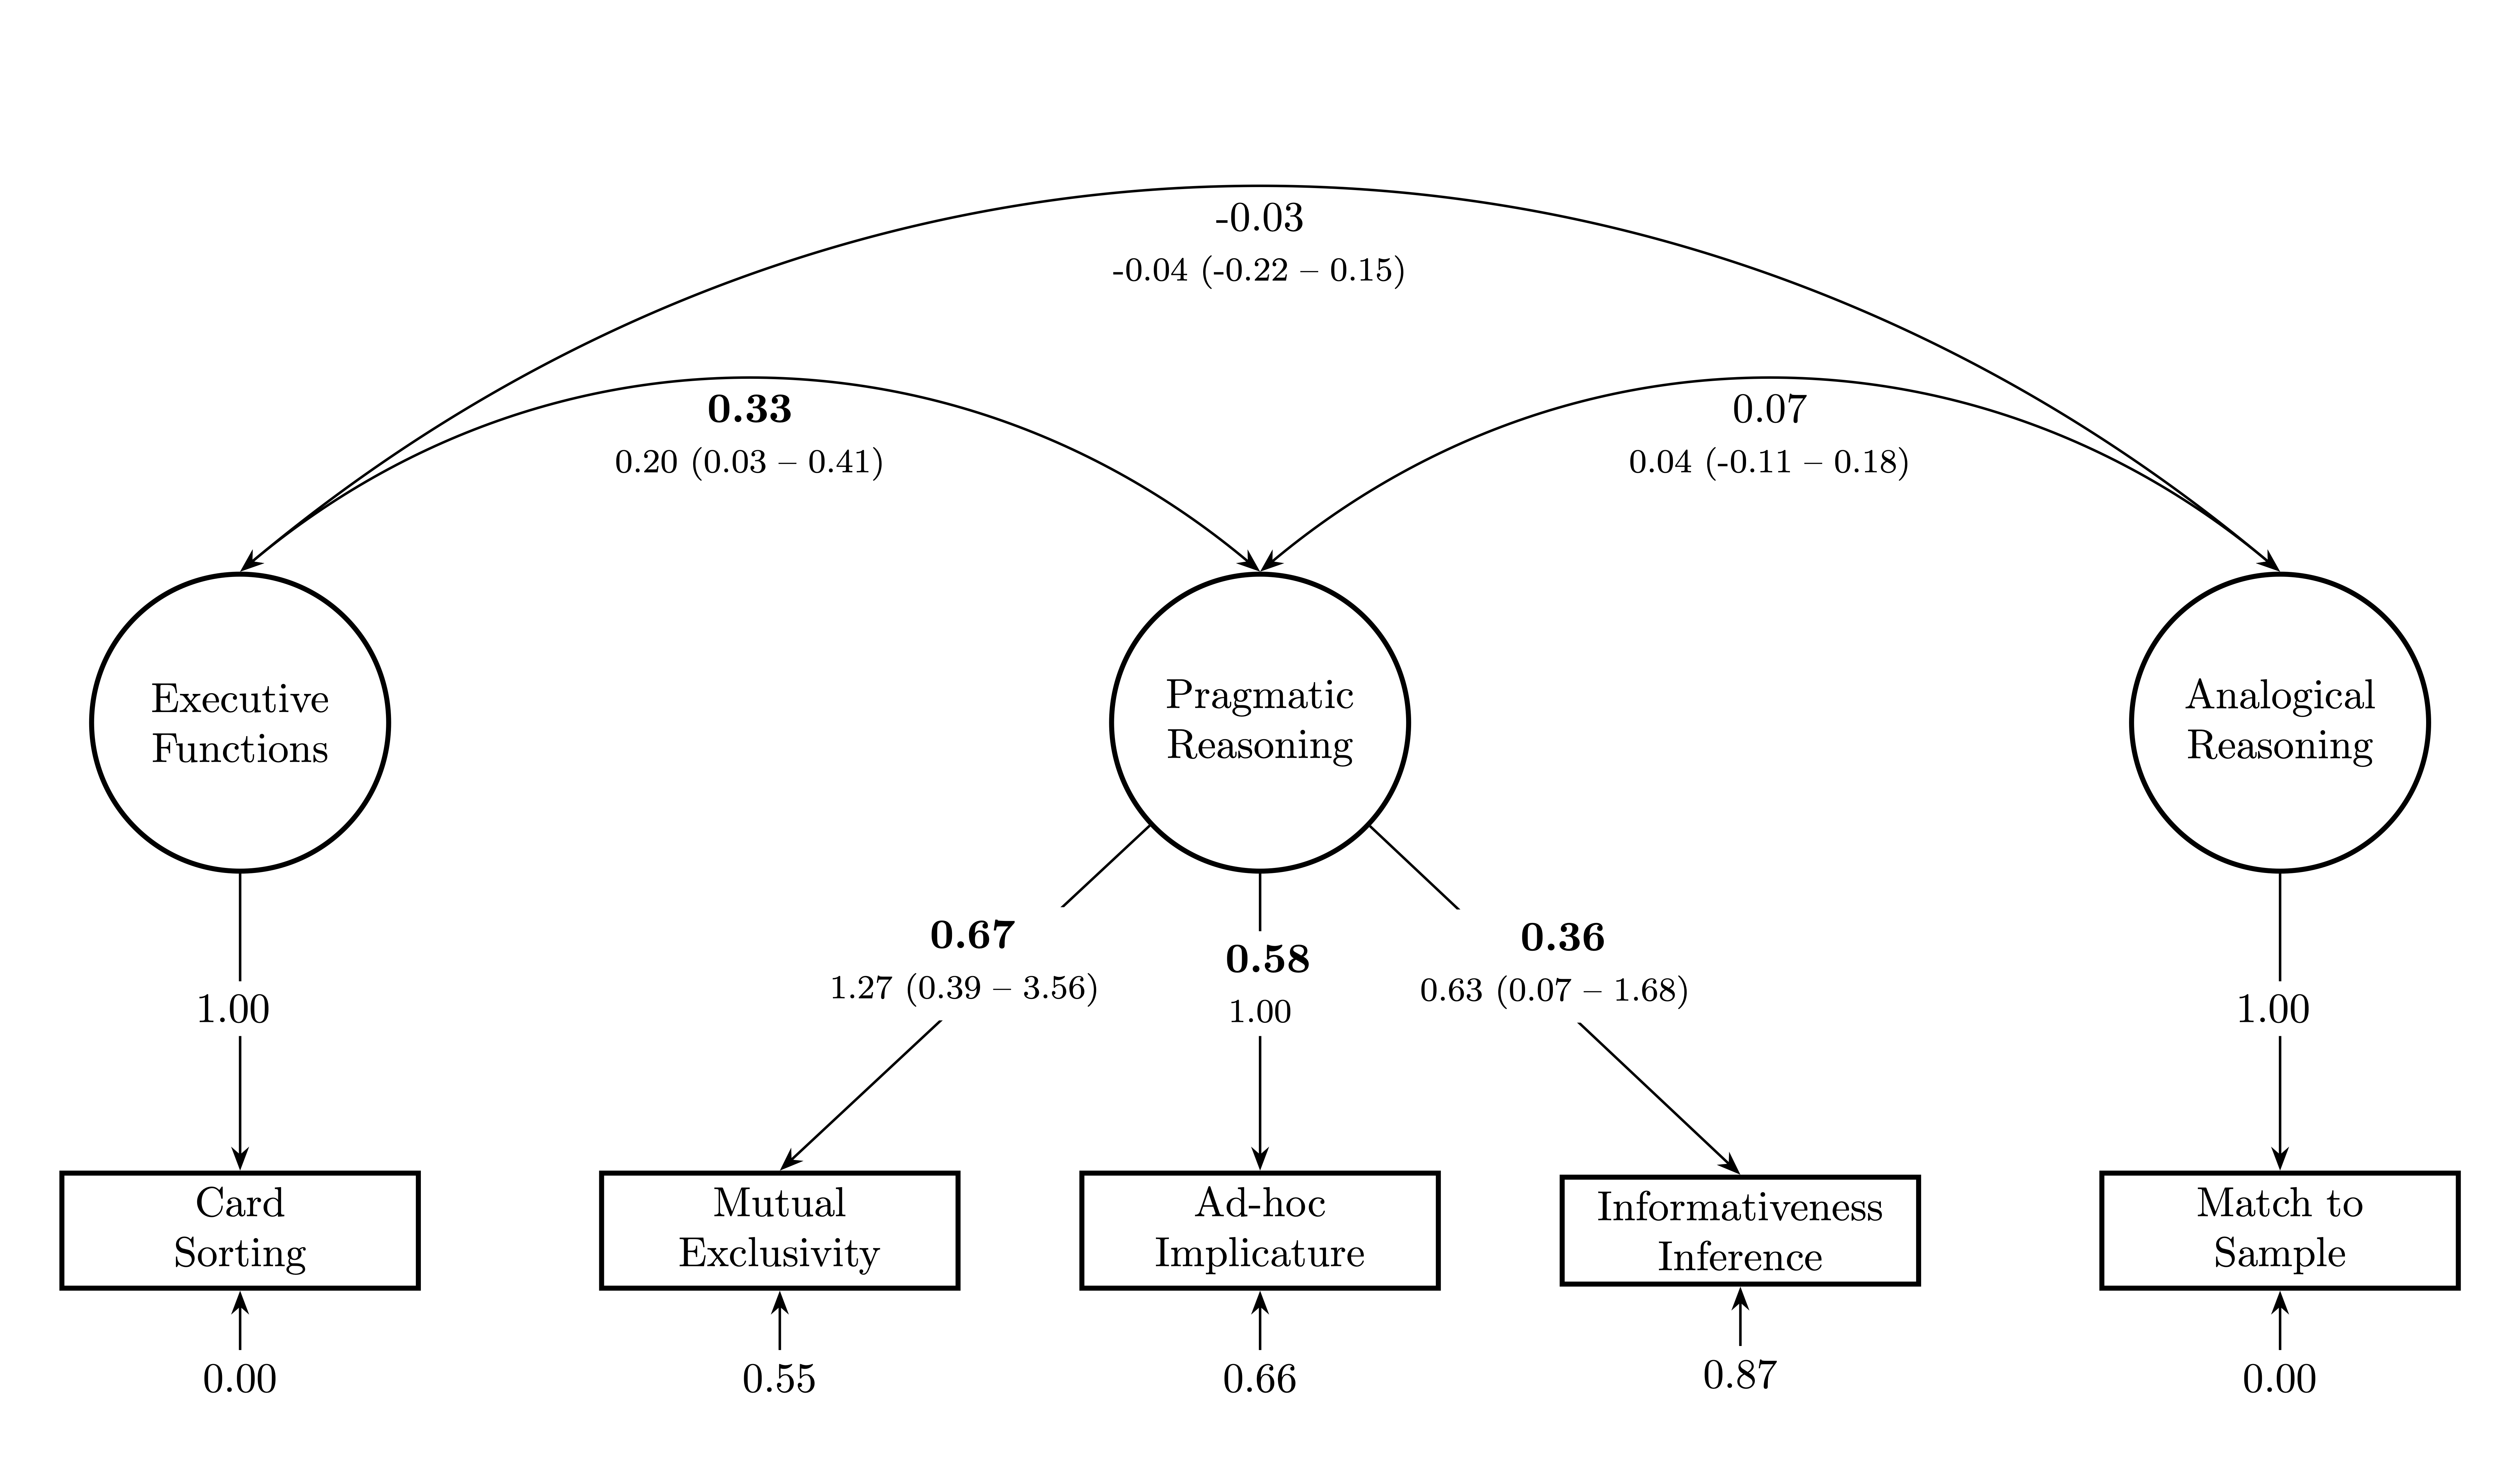 -0.03
-0.04 (-0.22 – 0.15)
0.33
0.20 (0.03 – 0.41)
0.07
0.04 (-0.11 – 0.18)
Executive
Functions
Pragmatic
Reasoning
Analogical
Reasoning
1.00
0.67
1.27 (0.39 – 3.56)
0.58
1.00
0.36
0.63 (0.07 – 1.68)
1.00
Card
Sorting
Mutual
Exclusivity
Ad-hoc
Implicature
Informativeness
Inference
Match to
Sample
0.00
0.55
0.66
0.87
0.00